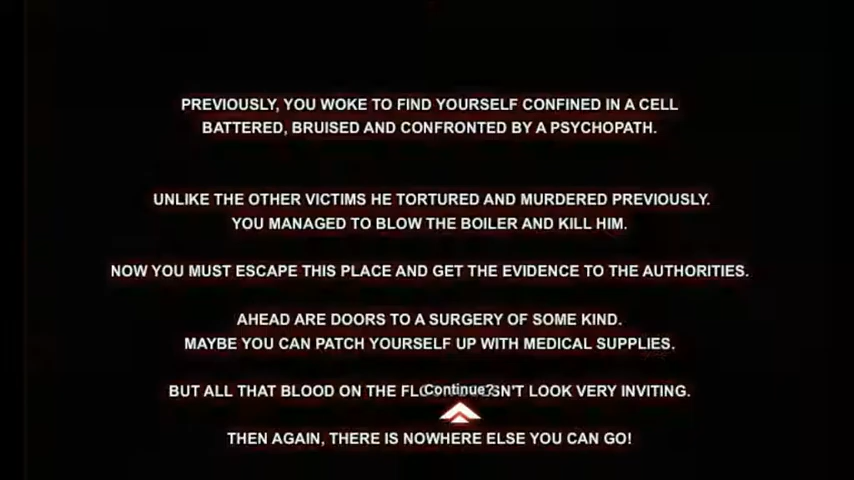 PREVIOUSLY, YOU WOKE TO FIND YOURSELF CONFINED IN A CELL
BATTERED, BRUISED AND CONFRONTED BY A PSYCHOPATH.
UNLIKE THE OTHER VICTIMS HE TORTURED AND MURDERED PREVIOUSLY.
YOU MANAGED TO BLOW THE BOILER AND KILL HIM.
NOW YOU MUST ESCAPE THIS PLACE AND GET THE EVIDENCE TO THE AUTHORITIES.
AHEAD ARE DOORS TO A SURGERY OF SOME KIND.
MAYBE YOU CAN PATCH YOURSELF UP WITH MEDICAL SUPPLIES.
BUT ALL THAT BLOOD ON THE LOOK VERY INVITING.
Continue?
THEN AGAIN, THERE IS NOWHERE ELSE YOU CAN GO!